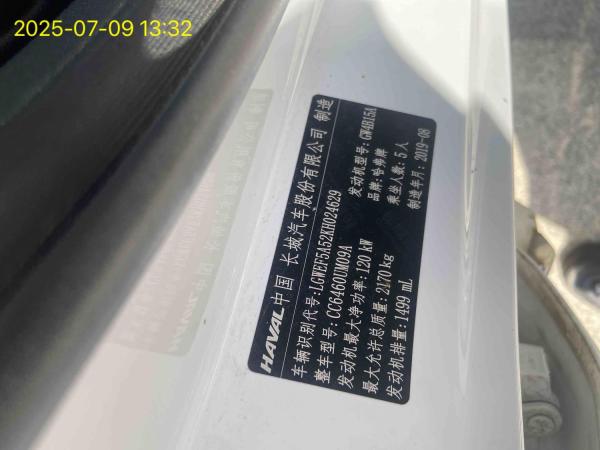 2025-07-09 13:32
HAVAL 中国 长城汽车股份有限公司 制造
车辆识别代号: LGWEF5A52KH024629
整车型号: CC6460UM09A 发动机型号: GW4B15A
发动机最大净功率: 120 kW 品牌: 哈弗牌
最大允许总质量: 2170 kg 乘坐人数: 5 人
发动机排量: 1499 mL 制造年月: 2019-08